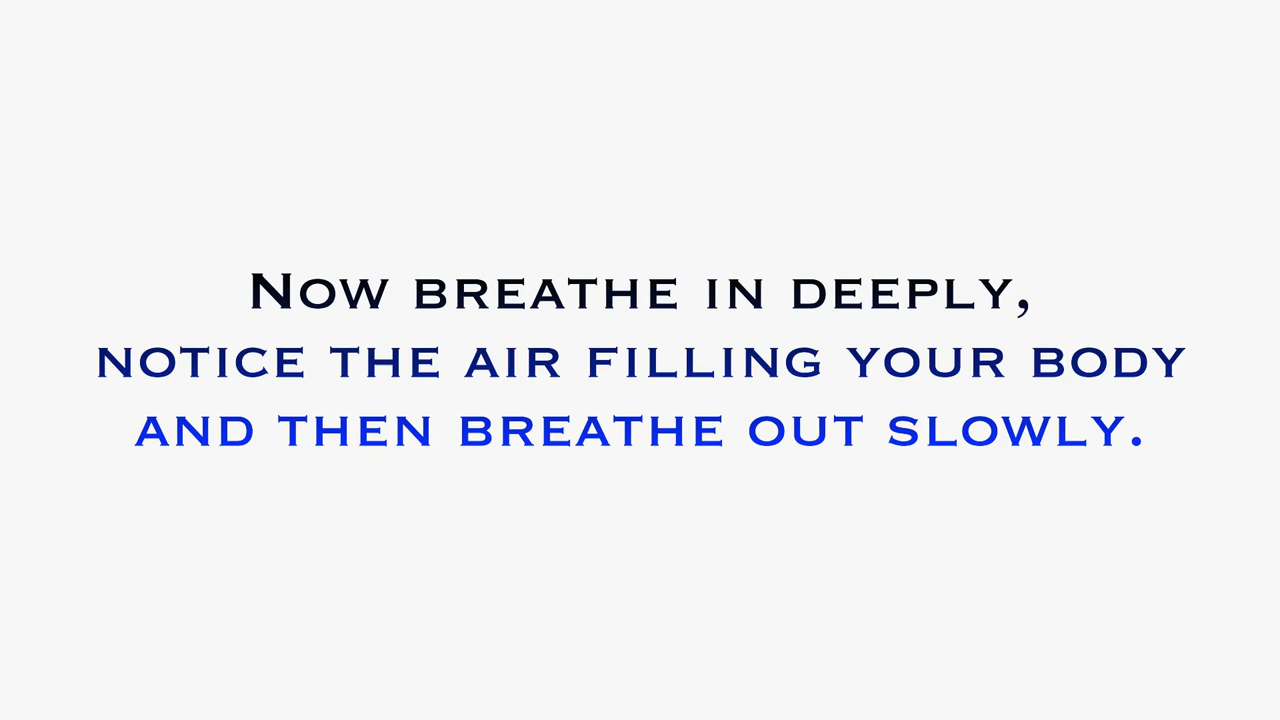 Now breathe in deeply,
notice the air filling your body
and then breathe out slowly.